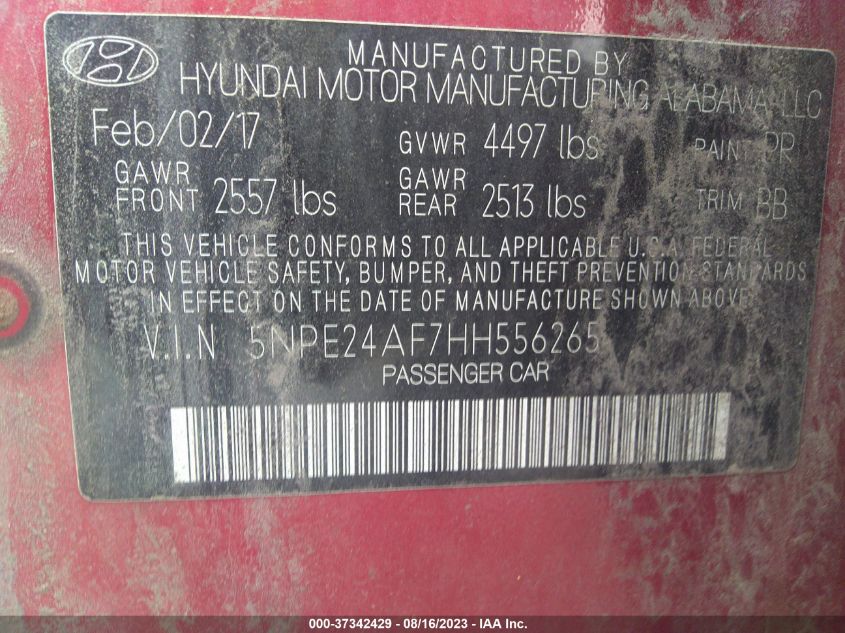 MANUFACTURED BY
HYUNDAI MOTOR MANUFACTURING ALABAMA, LLC
Feb/02/17 GVWR 4497 lbs PAINT PR
GAWR FRONT 2557 lbs GAWR REAR 2513 lbs TRIM BB
THIS VEHICLE CONFORMS TO ALL APPLICABLE U.S.A. FEDERAL
MOTOR VEHICLE SAFETY, BUMPER, AND THEFT PREVENTION STANDARDS
IN EFFECT ON THE DATE OF MANUFACTURE SHOWN ABOVE.
V.I.N 5NPE24AF7HH556265
PASSENGER CAR
000-37342429 - 08/16/2023 - IAA Inc.